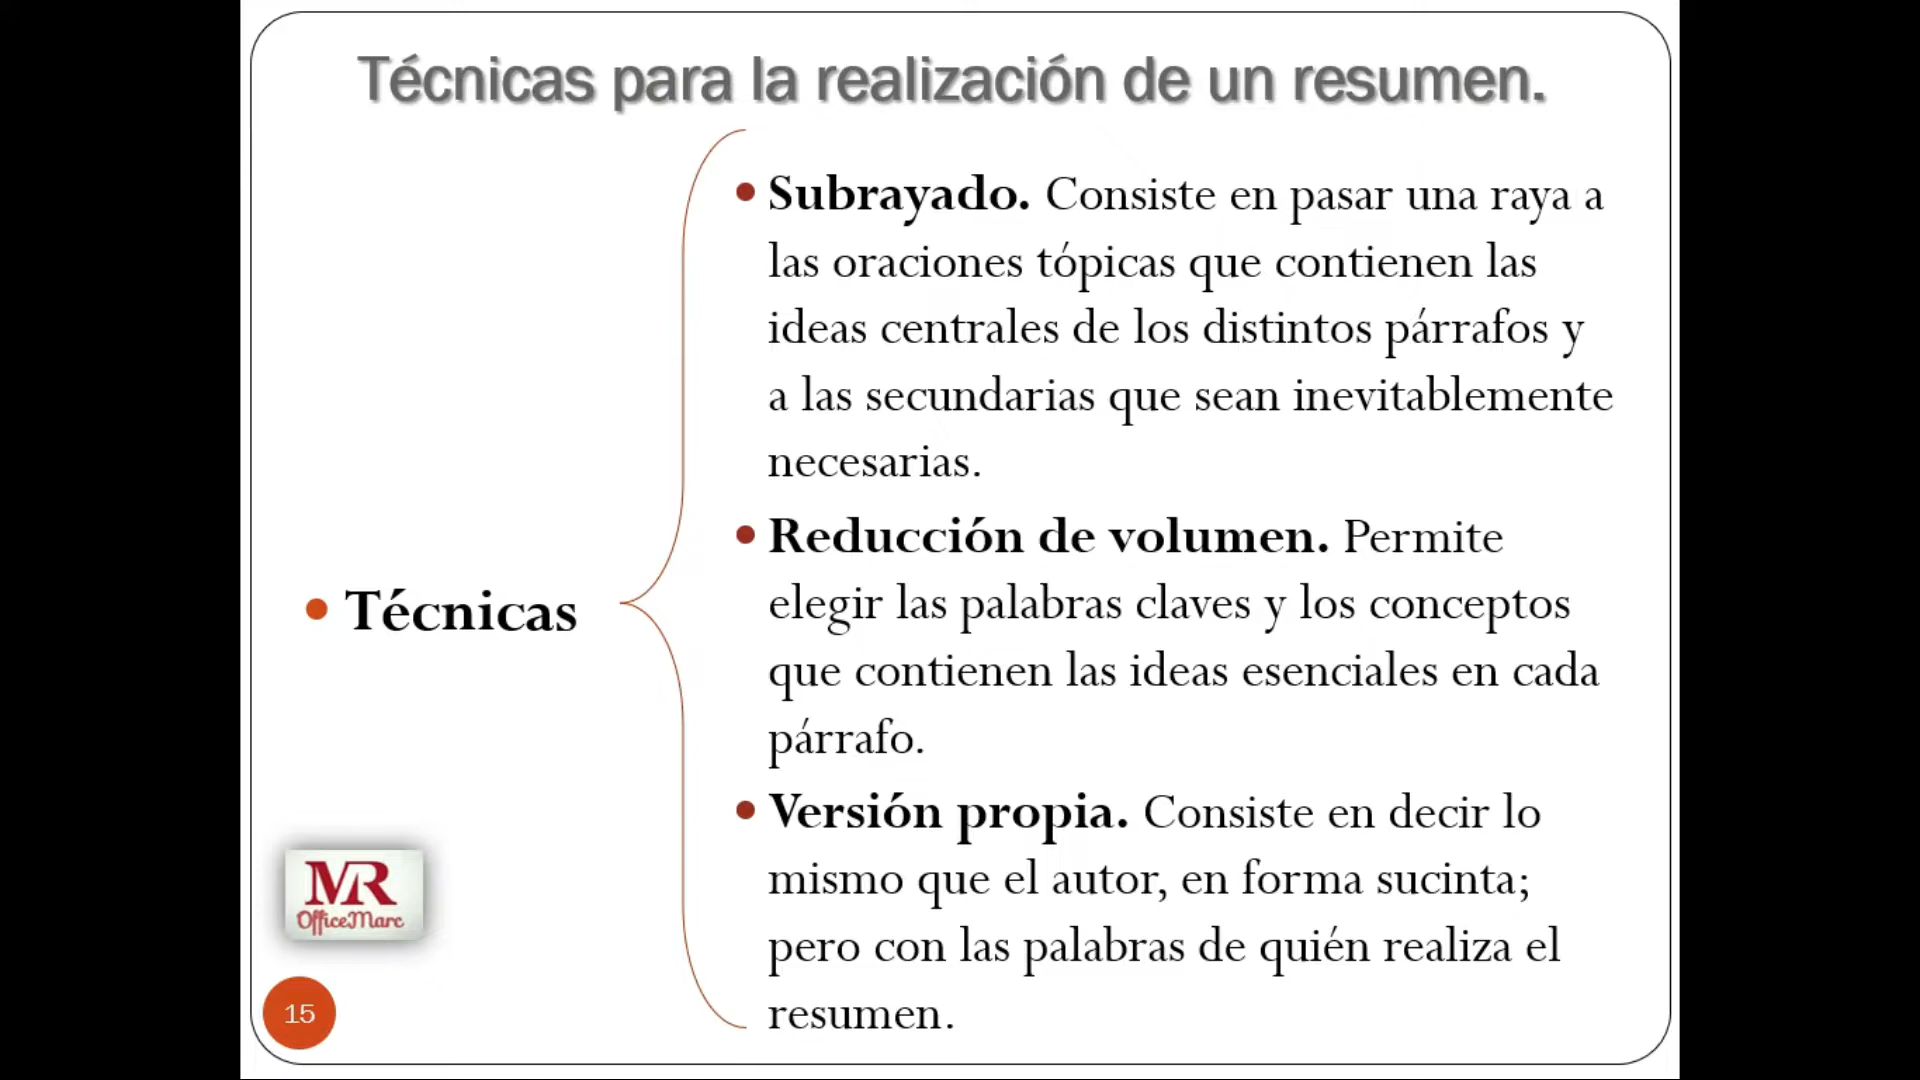 Técnicas para la realización de un resumen.
• Técnicas
• Subrayado. Consiste en pasar una raya a
las oraciones tópicas que contienen las
ideas centrales de los distintos párrafos y
a las secundarias que sean inevitablemente
necesarias.
• Reducción de volumen. Permite
elegir las palabras claves y los conceptos
que contienen las ideas esenciales en cada
párrafo.
• Versión propia. Consiste en decir lo
mismo que el autor, en forma sucinta;
pero con las palabras de quién realiza el
resumen.
MR
OfficeMarc
15